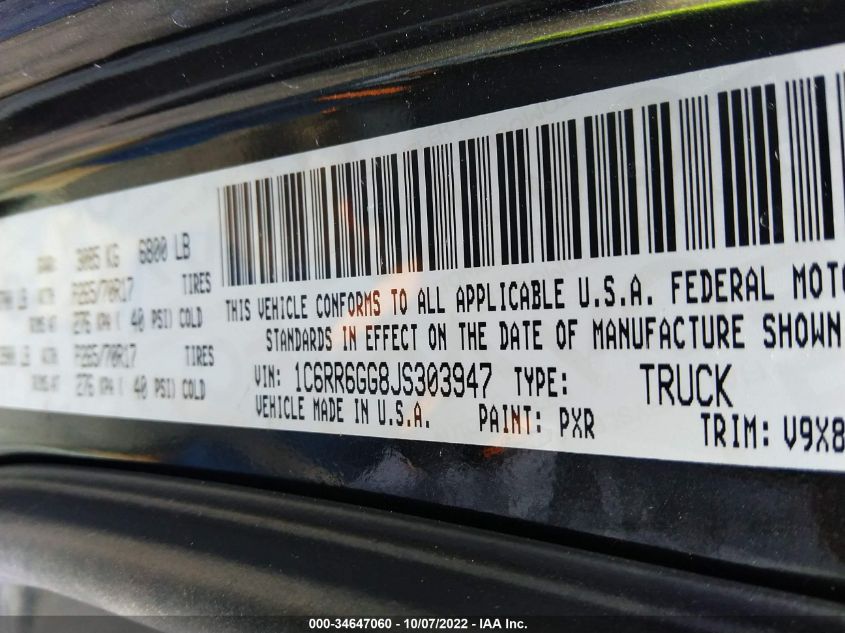 3085 KG 6800 LB
P265/70R17 TIRES
276 KPA ( 40 PSI) COLD
P265/70R17 TIRES
276 KPA ( 40 PSI) COLD
THIS VEHICLE CONFORMS TO ALL APPLICABLE U.S.A. FEDERAL MOTO
STANDARDS IN EFFECT ON THE DATE OF MANUFACTURE SHOWN
VIN: 1C6RR6GG8JS303947 TYPE: TRUCK
VEHICLE MADE IN U.S.A. PAINT: PXR TRIM: V9X8
000-34647060 - 10/07/2022 - IAA Inc.